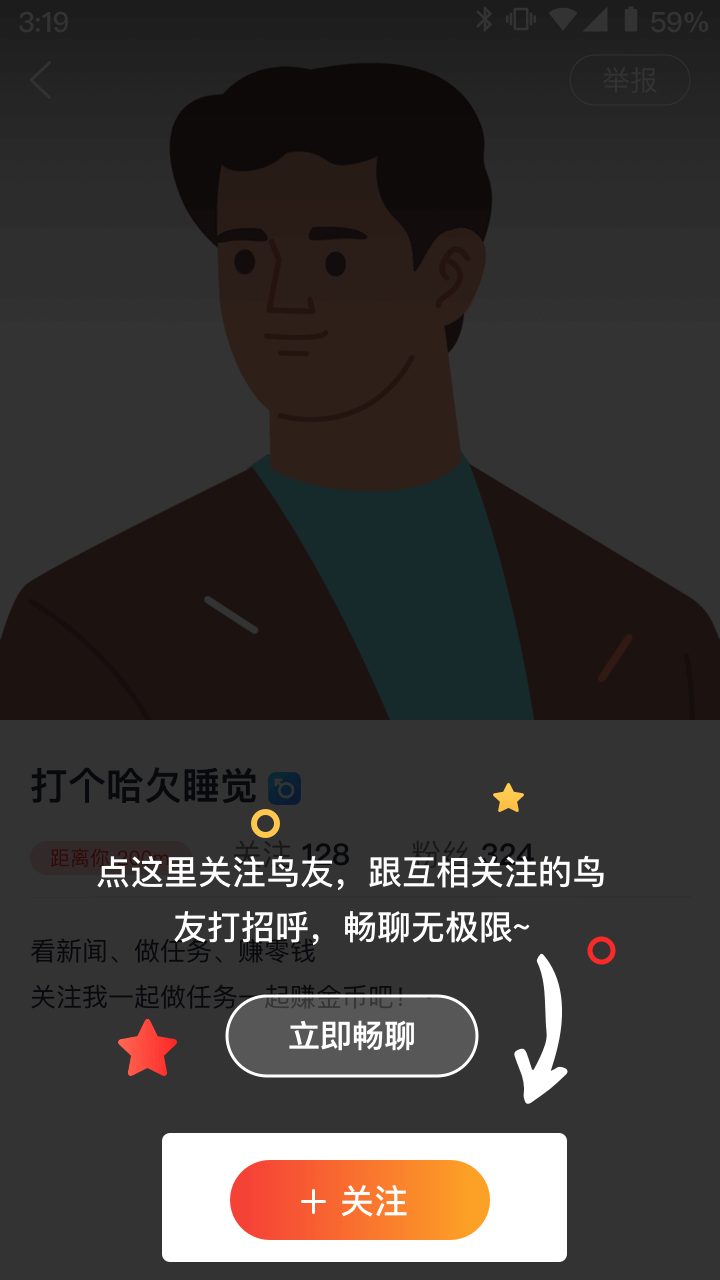 3:19
59%
举报
打个哈欠睡觉
距离你 900m
关注 128
粉丝 324
点这里关注鸟友，跟互相关注的鸟
友打招呼，畅聊无极限~
看新闻、做任务、赚零钱
关注我一起做任务一起赚金币吧！
立即畅聊
+ 关注